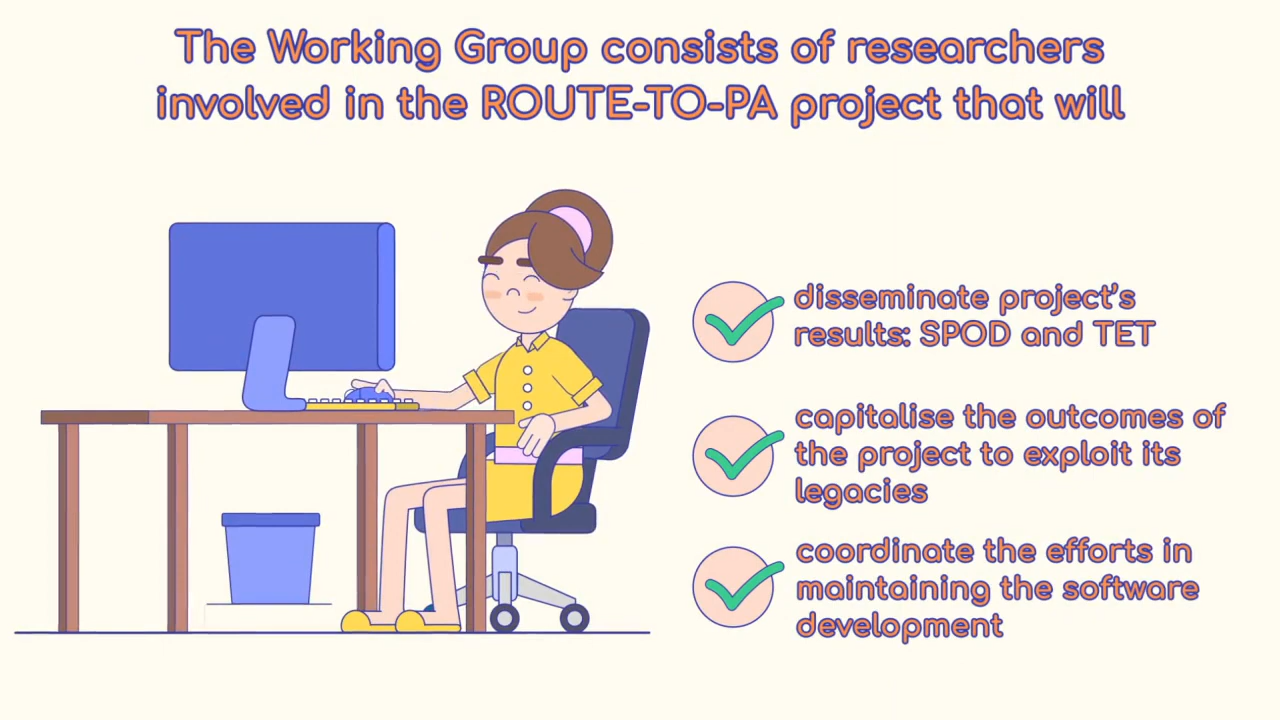 The Working Group consists of researchers
involved in the ROUTE-TO-PA project that will
disseminate project's
results: SPOD and TET
capitalise the outcomes of
the project to exploit its
legacies
coordinate the efforts in
maintaining the software
development